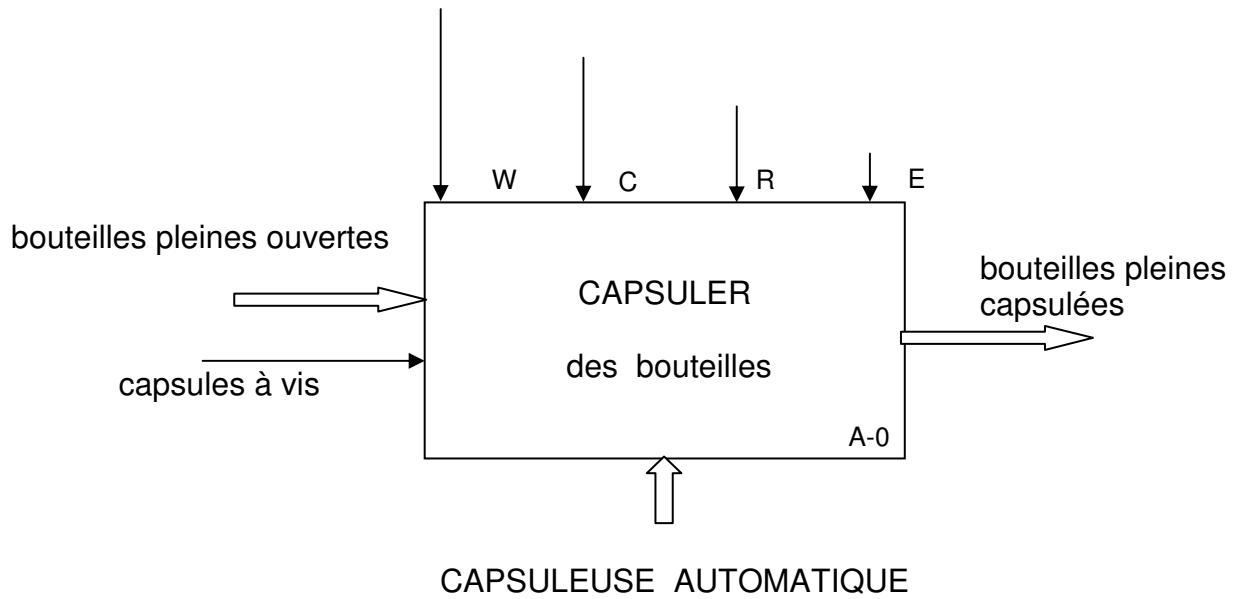 W C R E
bouteilles pleines ouvertes
CAPSULER
des bouteilles
bouteilles pleines
capsulées
capsules à vis
A-0
CAPSULEUSE AUTOMATIQUE